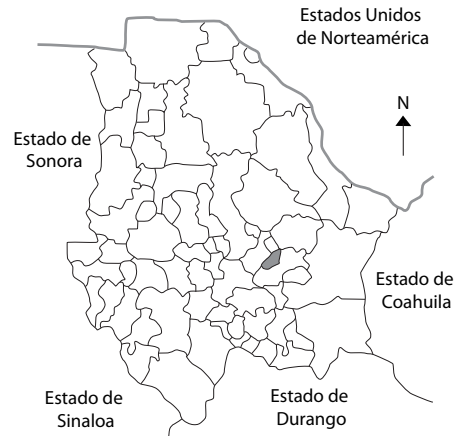 Estados Unidos
de Norteamérica
N
Estado de
Sonora
Estado de
Coahuila
Estado de
Sinaloa
Estado de
Durango